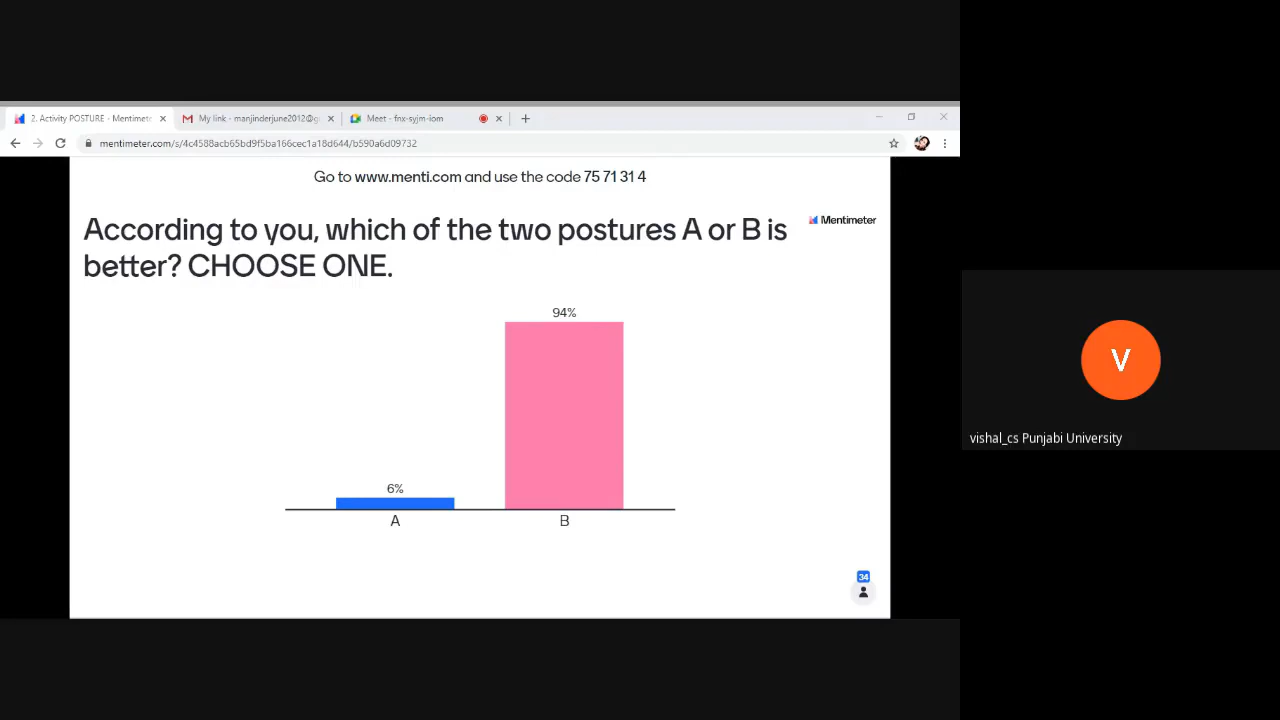 2. Activity POSTURE - Mentimete
My link - manjinderjune2012@g
Meet - fnx-syjm-iom
mentimeter.com/s/4c4588acb65bd9f5ba166cec1a18d644/b590a6d09732
Go to www.menti.com and use the code 75 71 31 4
According to you, which of the two postures A or B is
better? CHOOSE ONE.
Mentimeter
94%
6%
A
B
34
V
vishal_cs Punjabi University